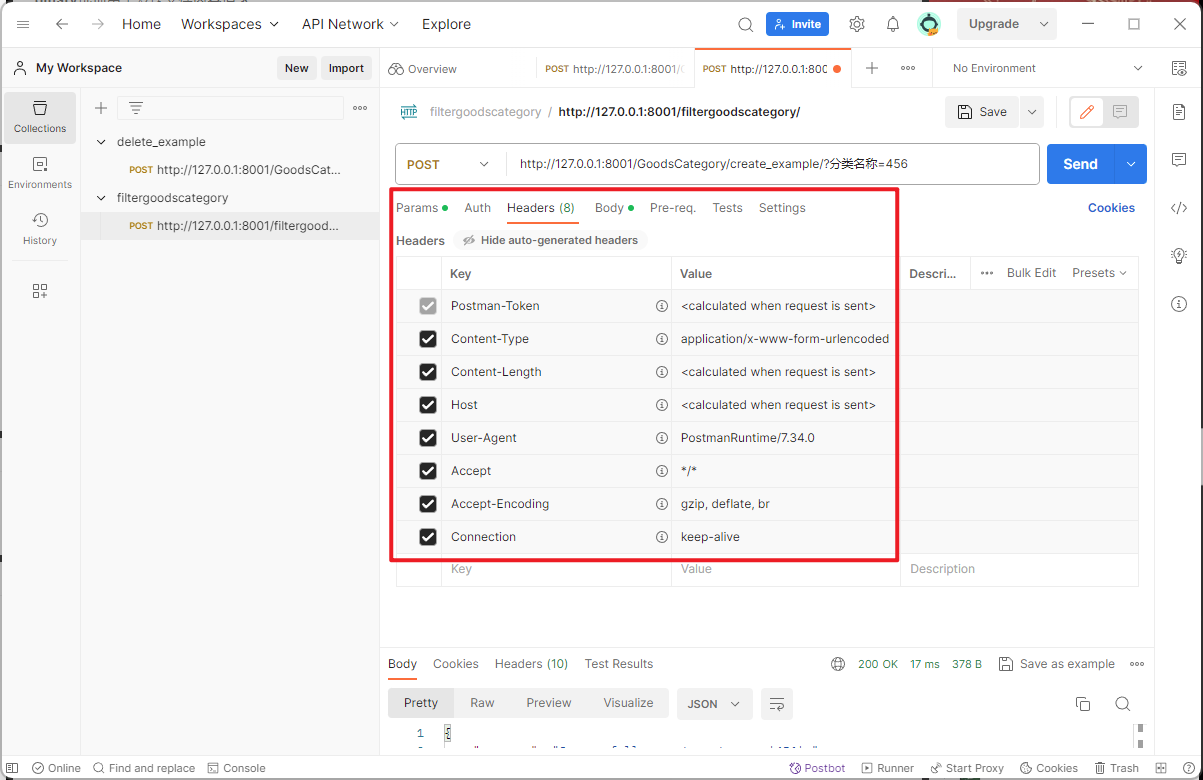 Home Workspaces API Network Explore Invite Upgrade
My Workspace New Import Overview POST http://127.0.0.1:8001/ POST http://127.0.0.1:800 No Environment
Collections
Environments
History
delete_example
POST http://127.0.0.1:8001/GoodsCat...
filtergoodscategory
POST http://127.0.0.1:8001/filtergood...
HTTP filtergoodscategory / http://127.0.0.1:8001/filtergoodscategory/ Save
POST http://127.0.0.1:8001/GoodsCategory/create_example/?分类名称=456 Send
Params Auth Headers (8) Body Pre-req. Tests Settings Cookies
Headers Hide auto-generated headers
Key Value Descri... Bulk Edit Presets
Postman-Token <calculated when request is sent>
Content-Type application/x-www-form-urlencoded
Content-Length <calculated when request is sent>
Host <calculated when request is sent>
User-Agent PostmanRuntime/7.34.0
Accept */*
Accept-Encoding gzip, deflate, br
Connection keep-alive
Key Value Description
Body Cookies Headers (10) Test Results 200 OK 17 ms 378 B Save as example
Pretty Raw Preview Visualize JSON
1 {
Online Find and replace Console Postbot Runner Start Proxy Cookies Trash